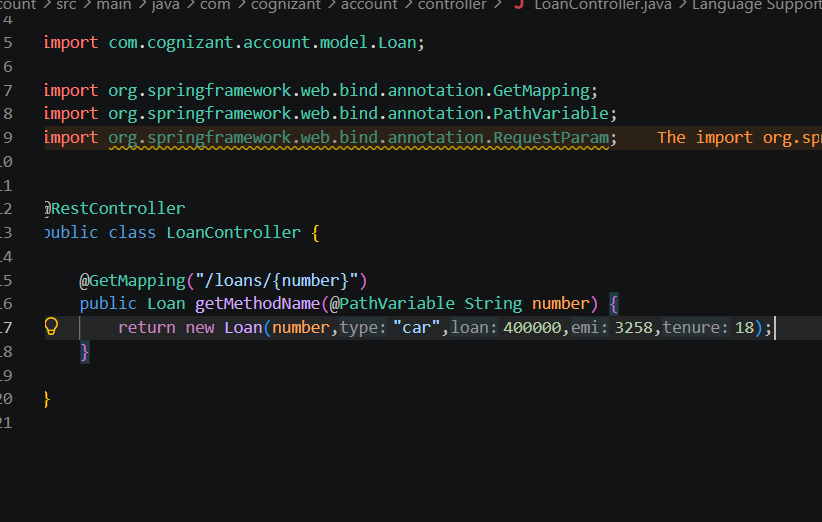 count > src > main > java > com > cognizant > account > controller > J LoanController.java > Language Support
4
5 import com.cognizant.account.model.Loan;
6
7 import org.springframework.web.bind.annotation.GetMapping;
8 import org.springframework.web.bind.annotation.PathVariable;
9 import org.springframework.web.bind.annotation.RequestParam; The import org.sp
10
11
12 @RestController
13 public class LoanController {
14
15 @GetMapping("/loans/{number}")
16 public Loan getMethodName(@PathVariable String number) {
17 return new Loan(number,type:"car",loan:400000,emi:3258,tenure:18);
18 }
19
20 }
21